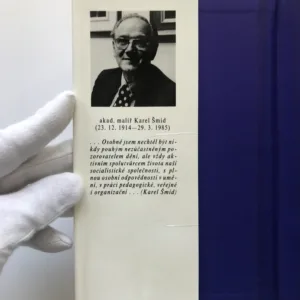 akad. malíř Karel Šmíd
(23. 12. 1914—29. 3. 1985)
. . . Osobně jsem nechtěl být ni-
kdy pouhým nezúčastněným po-
zorovatelem dění, ale vždy ak-
tivním spolutvůrcem života naší
socialistické společnosti, s pl-
nou osobní odpovědností v umě-
ní, v práci pedagogické, veřejné
i organizační . . . (Karel Šmíd)